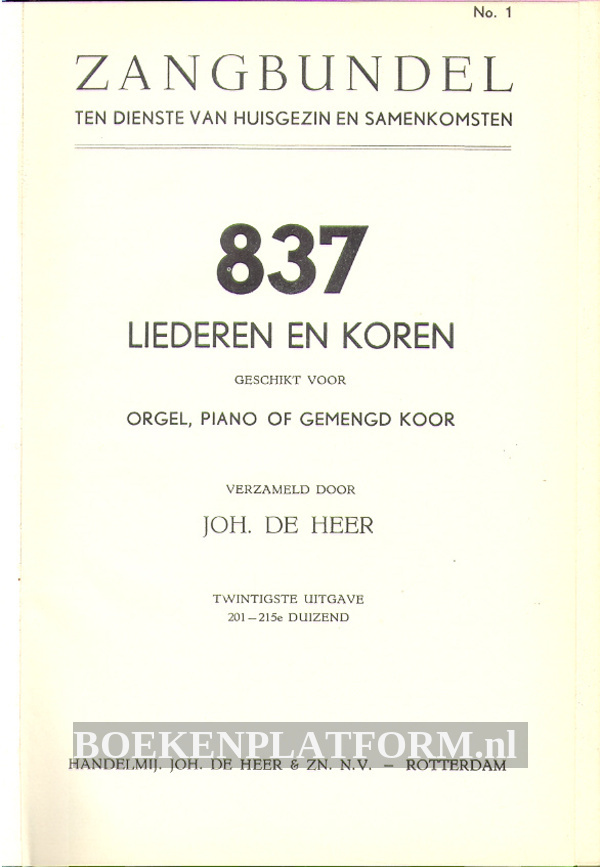 No. 1
ZANGBUNDEL
TEN DIENSTE VAN HUISGEZIN EN SAMENKOMSTEN
837
LIEDEREN EN KOREN
GESCHIKT VOOR
ORGEL, PIANO OF GEMENGD KOOR
VERZAMELD DOOR
JOH. DE HEER
TWINTIGSTE UITGAVE
201—215e DUIZEND
BOEKENPLATFORM.nl
HANDELMIJ. JOH. DE HEER & ZN. N.V. — ROTTERDAM